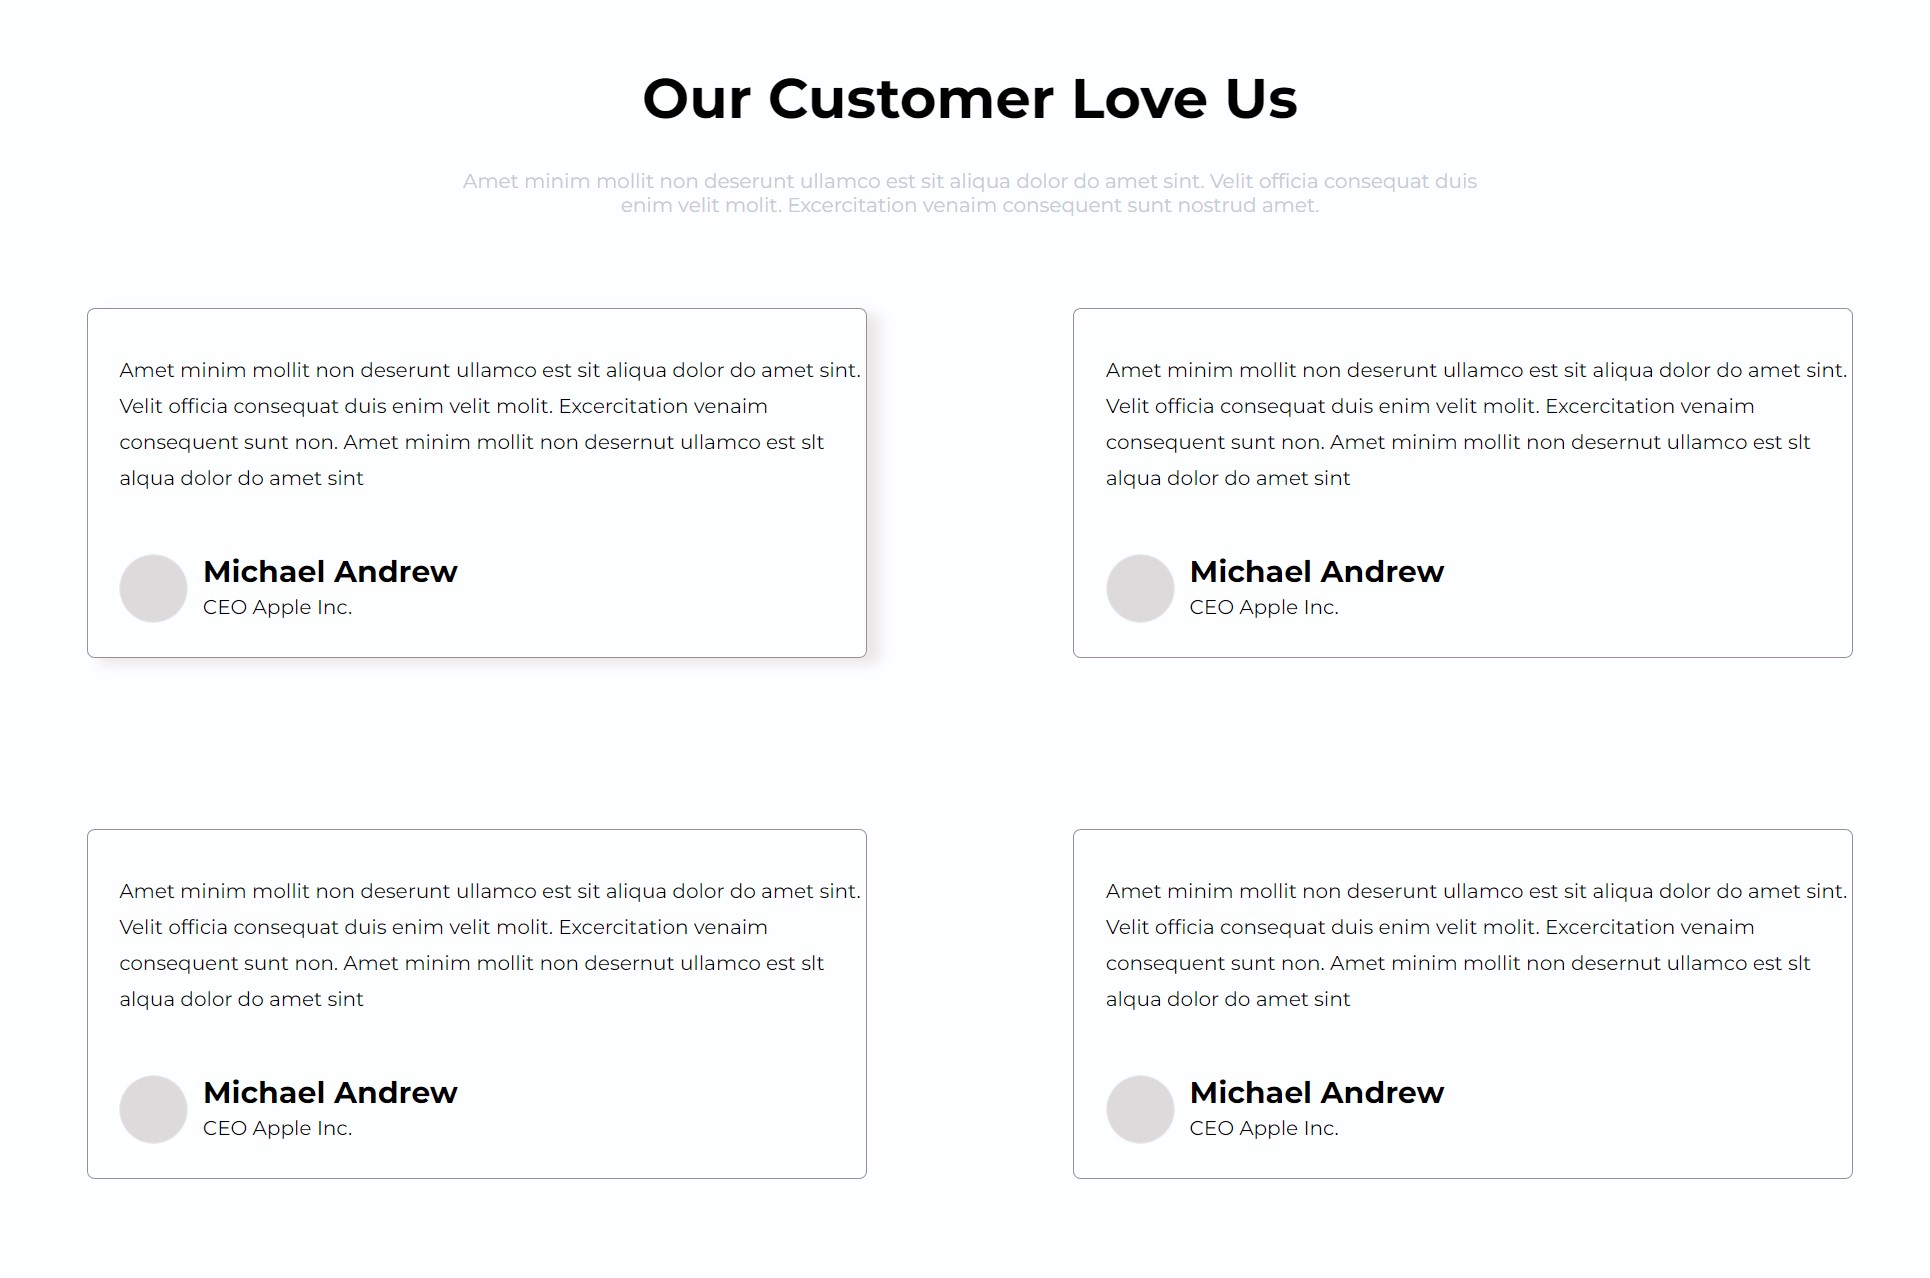 Our Customer Love Us
Amet minim mollit non deserunt ullamco est sit aliqua dolor do amet sint. Velit officia consequat duis
enim velit molit. Excercitation venaim consequent sunt nostrud amet.
Amet minim mollit non deserunt ullamco est sit aliqua dolor do amet sint.
Velit officia consequat duis enim velit molit. Excercitation venaim
consequent sunt non. Amet minim mollit non desernut ullamco est slt
alqua dolor do amet sint
Michael Andrew
CEO Apple Inc.
Amet minim mollit non deserunt ullamco est sit aliqua dolor do amet sint.
Velit officia consequat duis enim velit molit. Excercitation venaim
consequent sunt non. Amet minim mollit non desernut ullamco est slt
alqua dolor do amet sint
Michael Andrew
CEO Apple Inc.
Amet minim mollit non deserunt ullamco est sit aliqua dolor do amet sint.
Velit officia consequat duis enim velit molit. Excercitation venaim
consequent sunt non. Amet minim mollit non desernut ullamco est slt
alqua dolor do amet sint
Michael Andrew
CEO Apple Inc.
Amet minim mollit non deserunt ullamco est sit aliqua dolor do amet sint.
Velit officia consequat duis enim velit molit. Excercitation venaim
consequent sunt non. Amet minim mollit non desernut ullamco est slt
alqua dolor do amet sint
Michael Andrew
CEO Apple Inc.